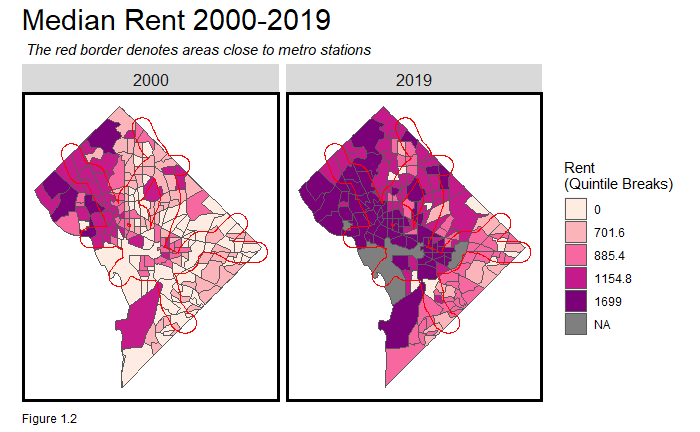 Median Rent 2000-2019
The red border denotes areas close to metro stations
2000
2019
Rent
(Quintile Breaks)
0
701.6
885.4
1154.8
1699
NA
Figure 1.2